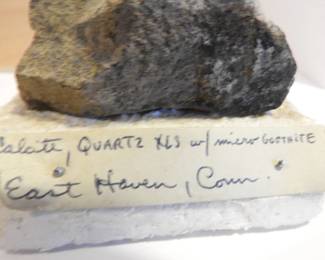 Calcite, QUARTZ XLS w/ micro GOETHITE
East Haven, Conn.